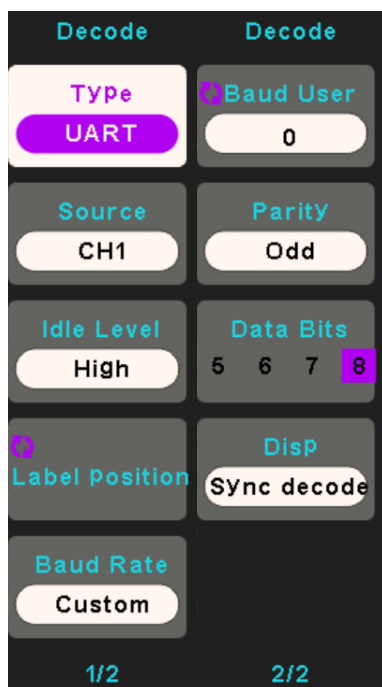 Decode
Type
UART
Source
CH1
Idle Level
High
Label position
Baud Rate
Custom
1/2
Decode
Baud User
0
Parity
Odd
Data Bits
5 6 7 8
Disp
Sync decode
2/2